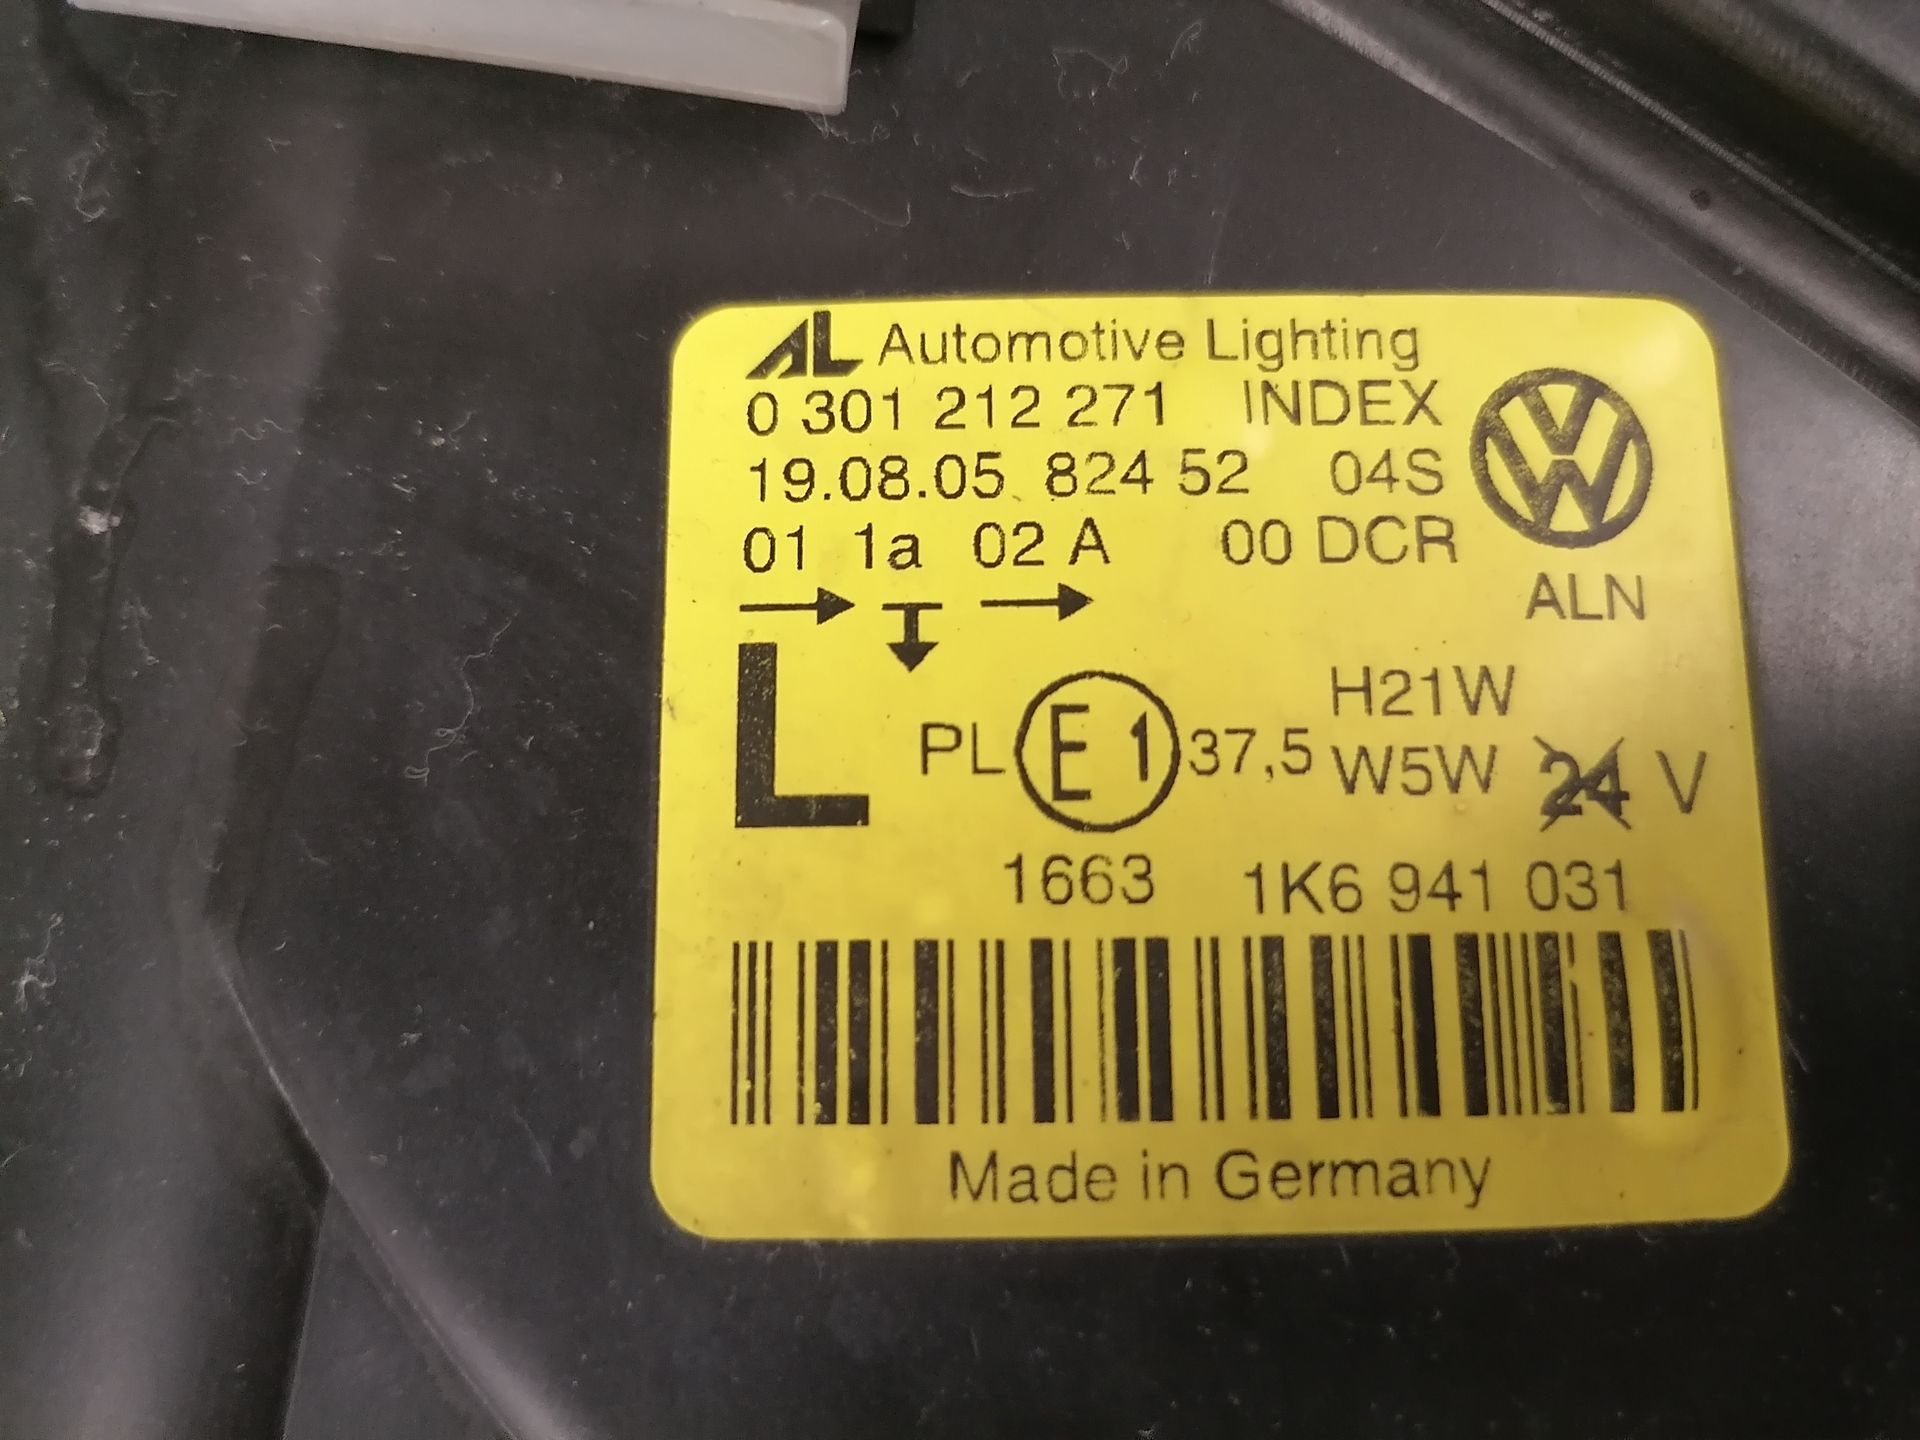 AL Automotive Lighting
0 301 212 271 INDEX
19.08.05 824 52 04S
01 1a 02 A 00 DCR
ALN
L
PL E1 37,5 H21W
W5W 24 V
1663 1K6 941 031
Made in Germany